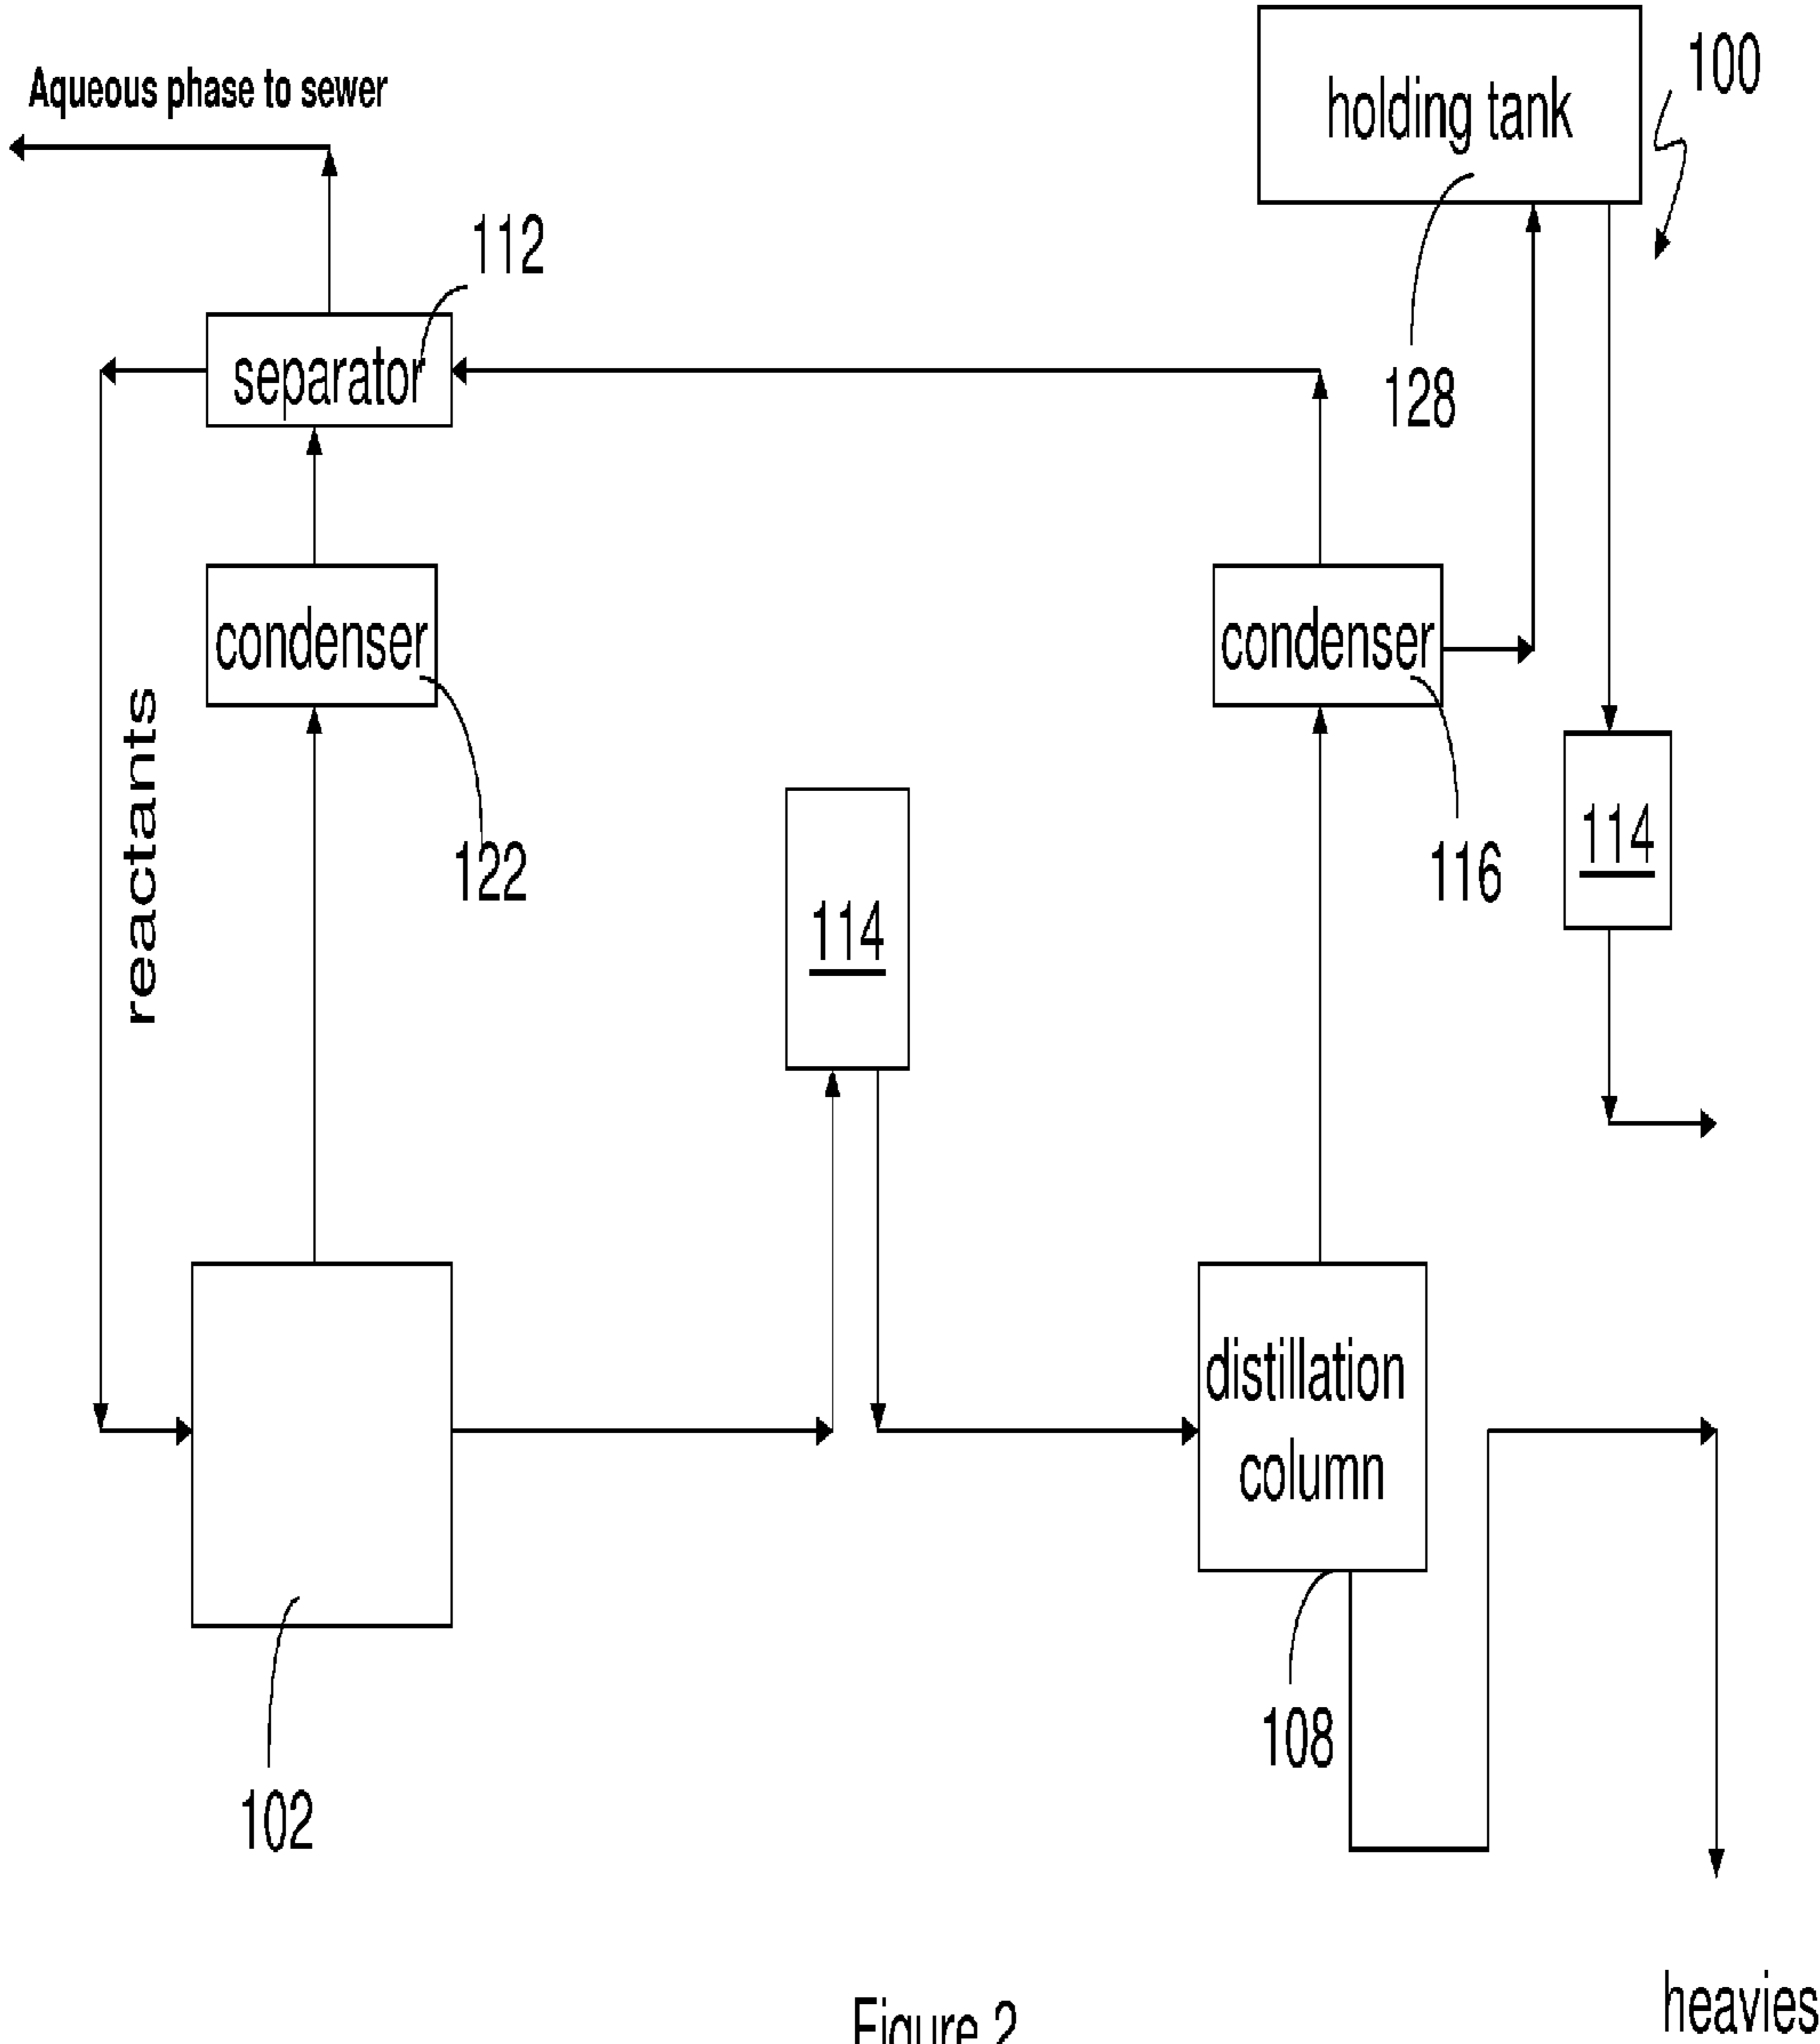 100
holding tank
Aqueous phase to sewer
112
separator
128
condenser
condenser
reactants
114
122
116
114
distillation
column
108
102
heavies
Figure 2